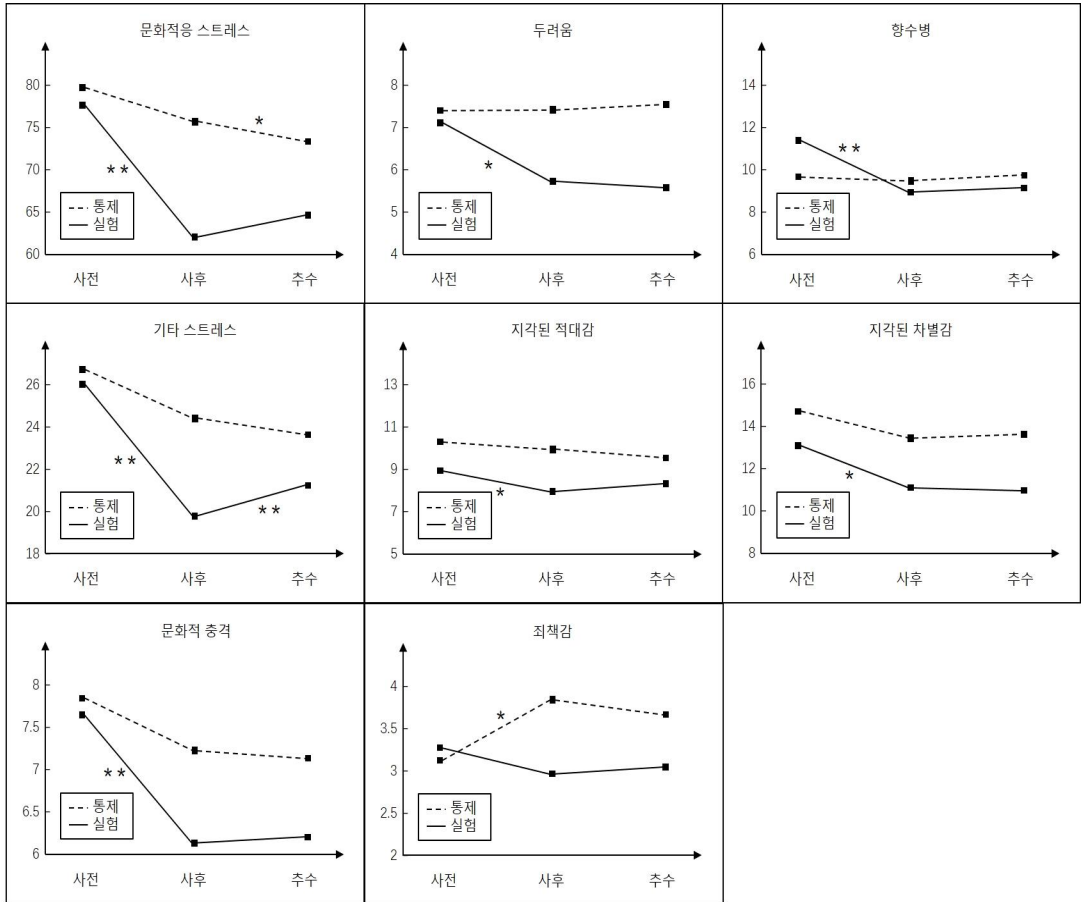 문화적응 스트레스
80
75
70
65
60
*
**
통제
실험
사전 사후 추수
두려움
8
7
6
5
4
*
통제
실험
사전 사후 추수
향수병
14
12
10
8
6
**
통제
실험
사전 사후 추수
기타 스트레스
26
24
22
20
18
**
**
통제
실험
사전 사후 추수
지각된 적대감
13
11
9
7
5
*
통제
실험
사전 사후 추수
지각된 차별감
16
14
12
10
8
*
통제
실험
사전 사후 추수
문화적 충격
8
7.5
7
6.5
6
**
통제
실험
사전 사후 추수
죄책감
4
3.5
3
2.5
2
*
통제
실험
사전 사후 추수